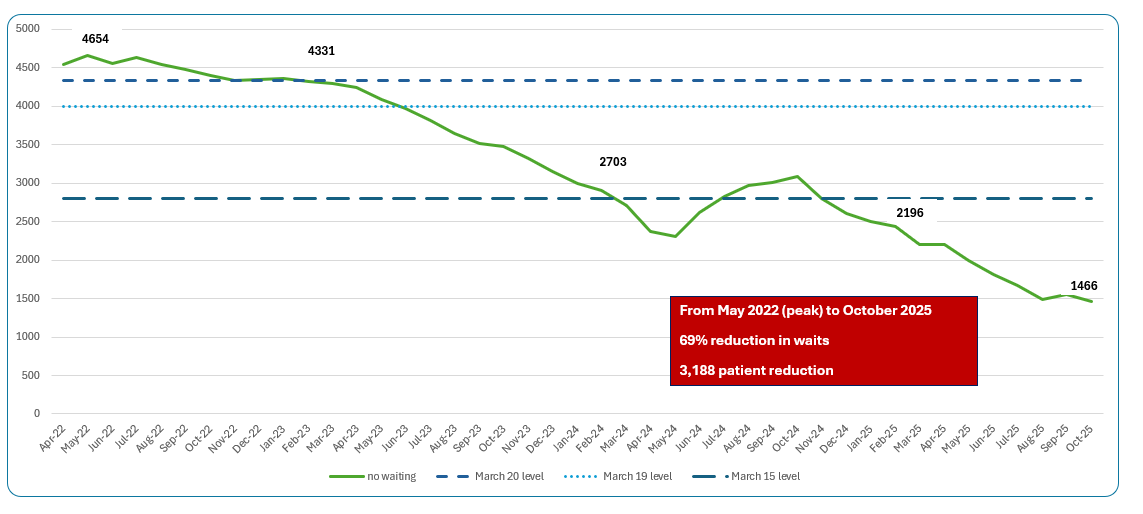 5000
4500
4000
3500
3000
2500
2000
1500
1000
500
0
4654
4331
2703
2196
1466
From May 2022 (peak) to October 2025
69% reduction in waits
3,188 patient reduction
Apr-22
May-22
Jun-22
Jul-22
Aug-22
Sep-22
Oct-22
Nov-22
Dec-22
Jan-23
Feb-23
Mar-23
Apr-23
May-23
Jun-23
Jul-23
Aug-23
Sep-23
Oct-23
Nov-23
Dec-23
Jan-24
Feb-24
Mar-24
Apr-24
May-24
Jun-24
Jul-24
Aug-24
Sep-24
Oct-24
Nov-24
Dec-24
Jan-25
Feb-25
Mar-25
Apr-25
May-25
Jun-25
Jul-25
Aug-25
Sep-25
Oct-25
no waiting
March 20 level
March 19 level
March 15 level